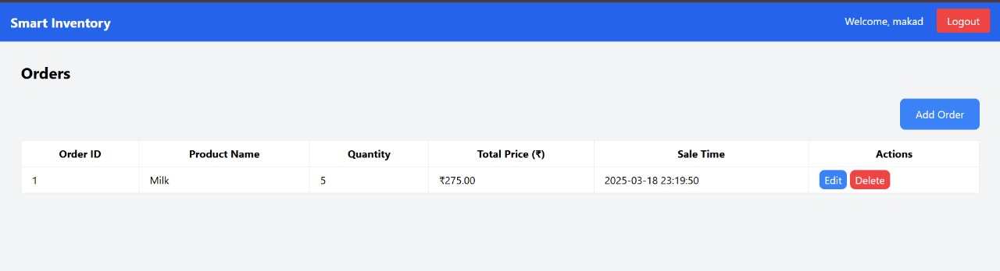 Smart Inventory Welcome, makad Logout
Orders
Add Order
Order ID Product Name Quantity Total Price (₹) Sale Time Actions
1 Milk 5 ₹275.00 2025-03-18 23:19:50 Edit Delete